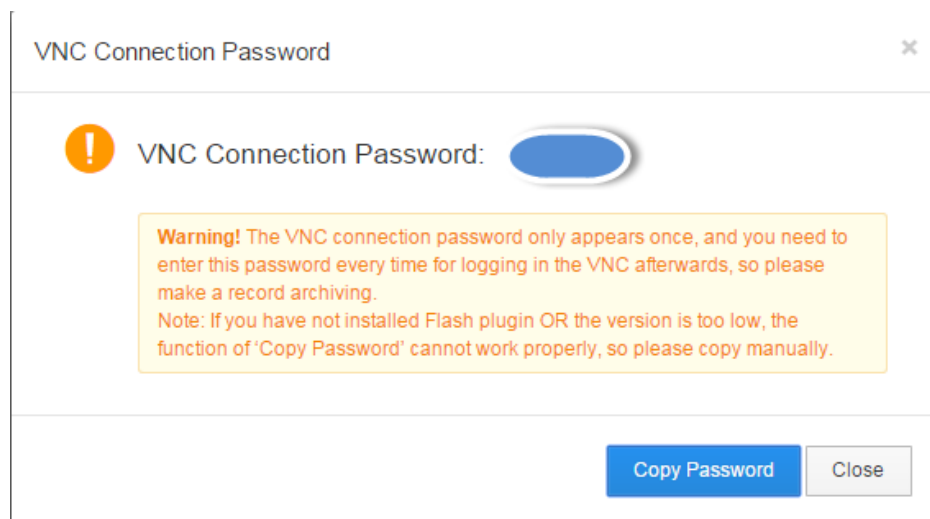 VNC Connection Password
×
!
VNC Connection Password:
Warning! The VNC connection password only appears once, and you need to
enter this password every time for logging in the VNC afterwards, so please
make a record archiving.
Note: If you have not installed Flash plugin OR the version is too low, the
function of ‘Copy Password’ cannot work properly, so please copy manually.
Copy Password
Close